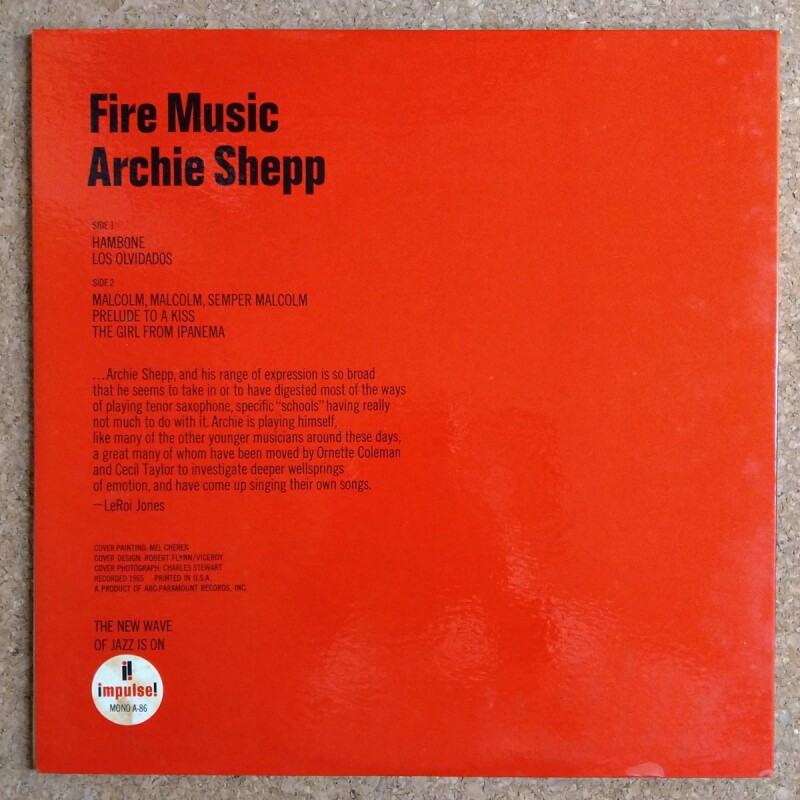 Fire Music
Archie Shepp
SIDE 1
HAMBONE
LOS OLVIDADOS
SIDE 2
MALCOLM, MALCOLM, SEMPER MALCOLM
PRELUDE TO A KISS
THE GIRL FROM IPANEMA
...Archie Shepp, and his range of expression is so broad
that he seems to take in or to have digested most of the ways
of playing tenor saxophone, specific "schools" having really
not much to do with it. Archie is playing himself,
like many of the other younger musicians around these days,
a great many of whom have been moved by Ornette Coleman
and Cecil Taylor to investigate deeper wellsprings
of emotion, and have come up singing their own songs.
—LeRoi Jones
COVER PAINTING: MEL CHEREN
COVER DESIGN: ROBERT FLYNN/VICEROY
COVER PHOTOGRAPH: CHARLES STEWART
RECORDED 1965 PRINTED IN U.S.A.
A PRODUCT OF ABC-PARAMOUNT RECORDS, INC.
THE NEW WAVE
OF JAZZ IS ON
i!
impulse!
MONO A-86